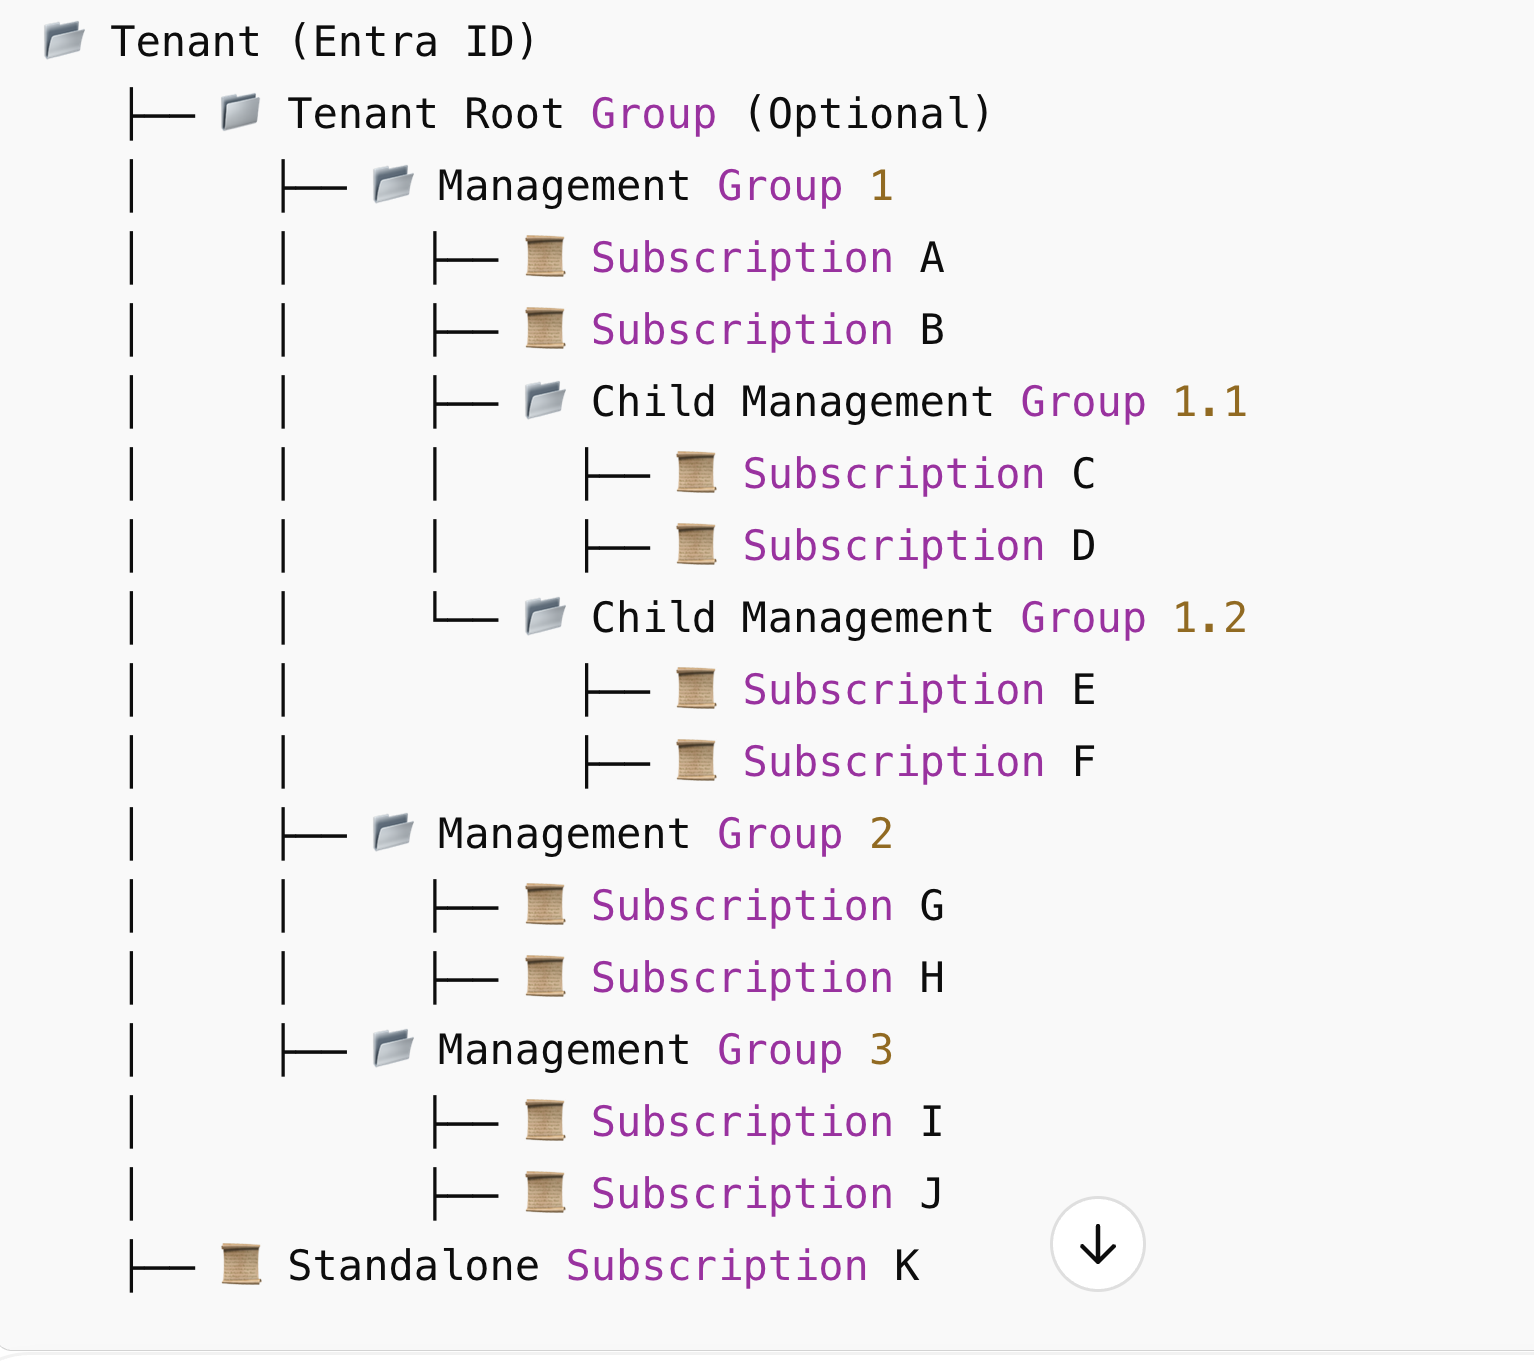 Tenant (Entra ID)
├── Tenant Root Group (Optional)
│     ├── Management Group 1
│     │     ├── Subscription A
│     │     ├── Subscription B
│     │     ├── Child Management Group 1.1
│     │     │     ├── Subscription C
│     │     │     ├── Subscription D
│     │     └── Child Management Group 1.2
│     │           ├── Subscription E
│     │           ├── Subscription F
│     ├── Management Group 2
│     │     ├── Subscription G
│     │     ├── Subscription H
│     ├── Management Group 3
│           ├── Subscription I
│           ├── Subscription J
├── Standalone Subscription K